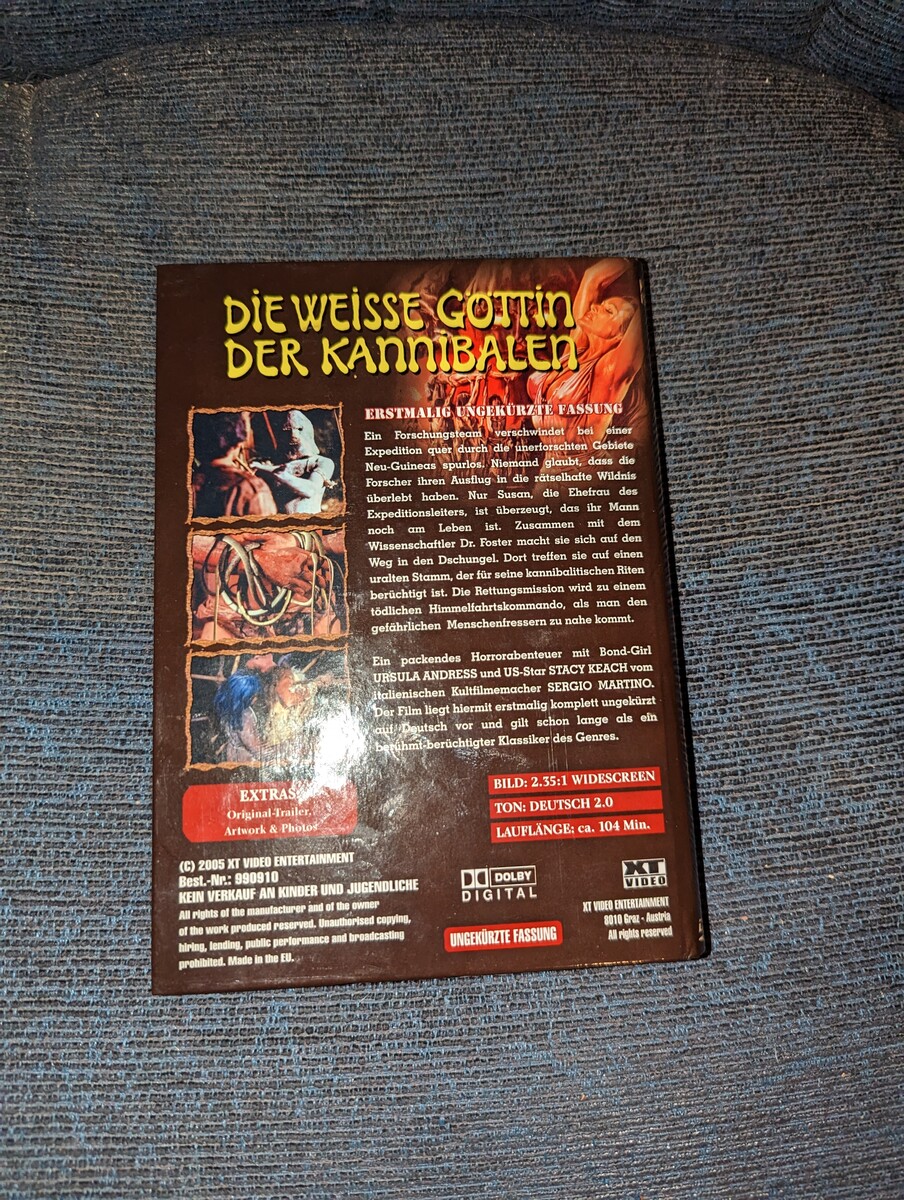 DIE WEISSE GÖTTIN
DER KANNIBALEN
ERSTMALIG UNGEKÜRZTE FASSUNG
Ein Forschungsteam verschwindet bei einer
Expedition quer durch die unerforschten Gebiete
Neu-Guineas spurlos. Niemand glaubt, dass die
Forscher ihren Ausflug in die rätselhafte Wildnis
überlebt haben. Nur Susan, die Ehefrau des
Expeditionsleiters, ist überzeugt, das ihr Mann
noch am Leben ist. Zusammen mit dem
Wissenschaftler Dr. Foster macht sie sich auf den
Weg in den Dschungel. Dort treffen sie auf einen
uralten Stamm, der für seine kannibalitischen Riten
berüchtigt ist. Die Rettungsmission wird zu einem
tödlichen Himmelfahrtskommando, als man den
gefährlichen Menschenfressern zu nahe kommt.
Ein packendes Horrorabenteuer mit Bond-Girl
URSULA ANDRESS und US-Star STACY KEACH vom
italienischen Kultfilmemacher SERGIO MARTINO.
Der Film liegt hiermit erstmalig komplett ungekürzt
auf Deutsch vor und gilt schon lange als ein
berühmt-berüchtigter Klassiker des Genres.
EXTRAS:
Original-Trailer,
Artwork & Photos
BILD: 2.35:1 WIDESCREEN
TON: DEUTSCH 2.0
LAUFLÄNGE: ca. 104 Min.
(C) 2005 XT VIDEO ENTERTAINMENT
Best.-Nr.: 990910
KEIN VERKAUF AN KINDER UND JUGENDLICHE
All rights of the manufacturer and of the owner
of the work produced reserved. Unauthorised copying,
hiring, lending, public performance and broadcasting
prohibited. Made in the EU.
DOLBY
DIGITAL
UNGEKÜRZTE FASSUNG
XT
VIDEO
XT VIDEO ENTERTAINMENT
8010 Graz - Austria
All rights reserved